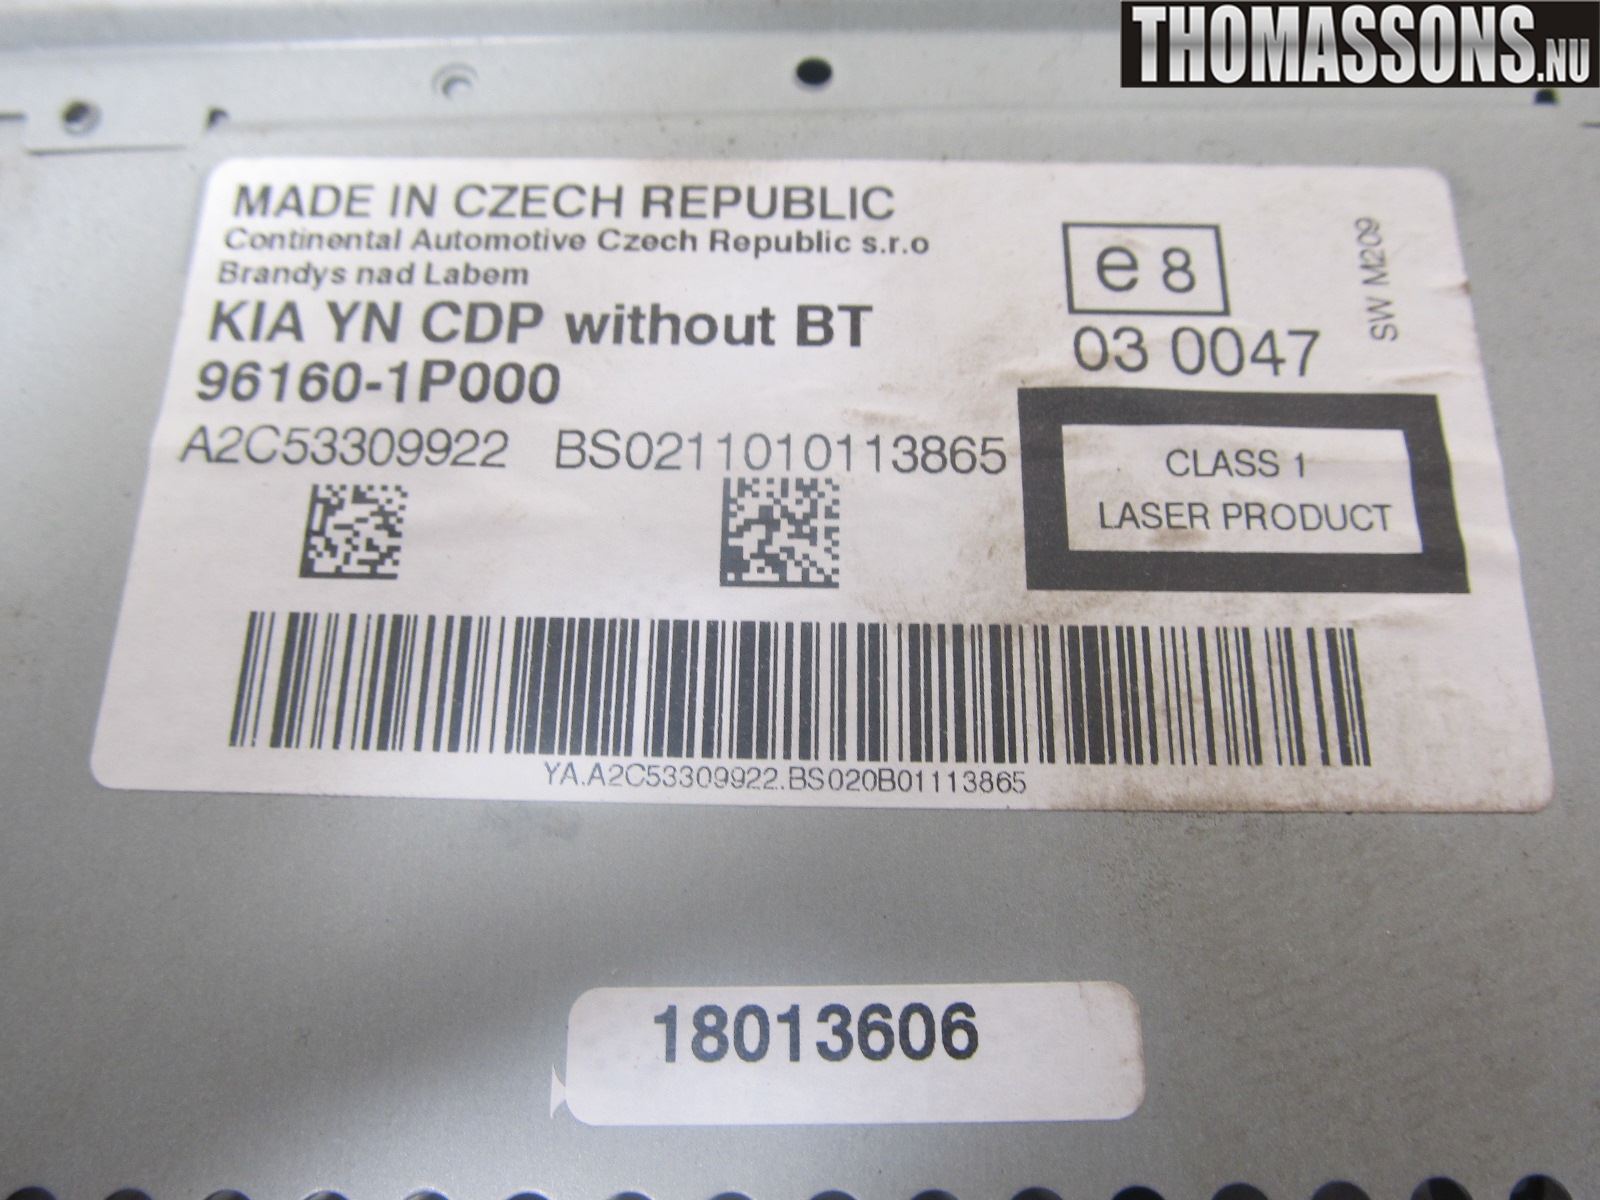 THOMASSONS.NU
MADE IN CZECH REPUBLIC
Continental Automotive Czech Republic s.r.o
Brandys nad Labem
KIA YN CDP without BT
96160-1P000
A2C53309922 BS0211010113865
e 8
03 0047
SW M209
CLASS 1
LASER PRODUCT
YA.A2C53309922.BS020B01113865
18013606